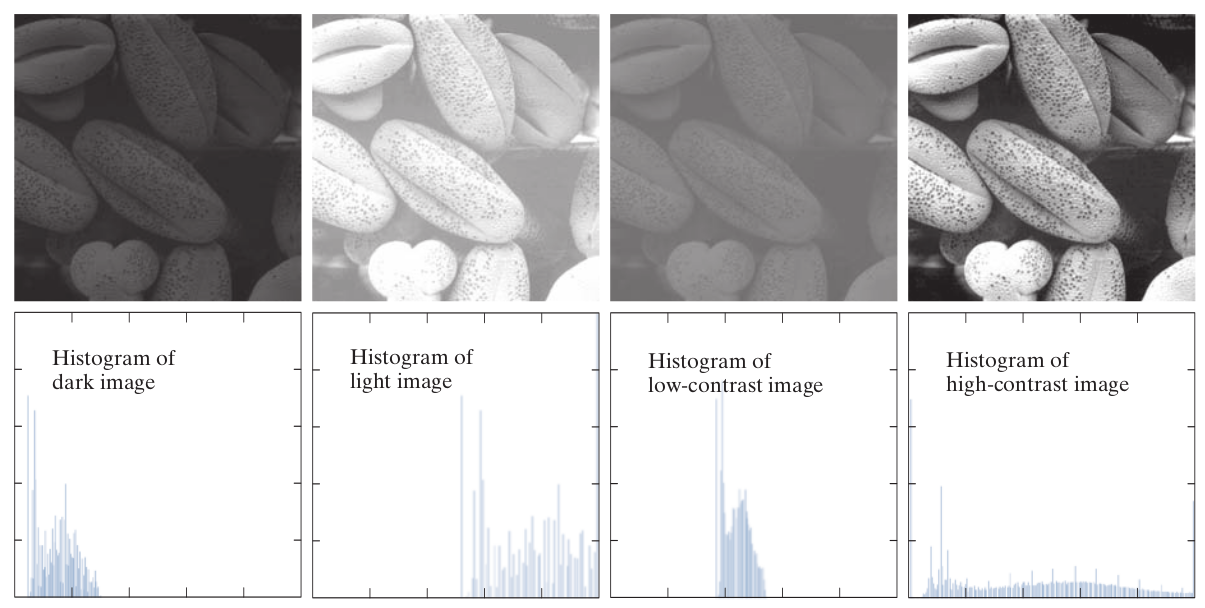 Histogram of
dark image
Histogram of
light image
Histogram of
low-contrast image
Histogram of
high-contrast image